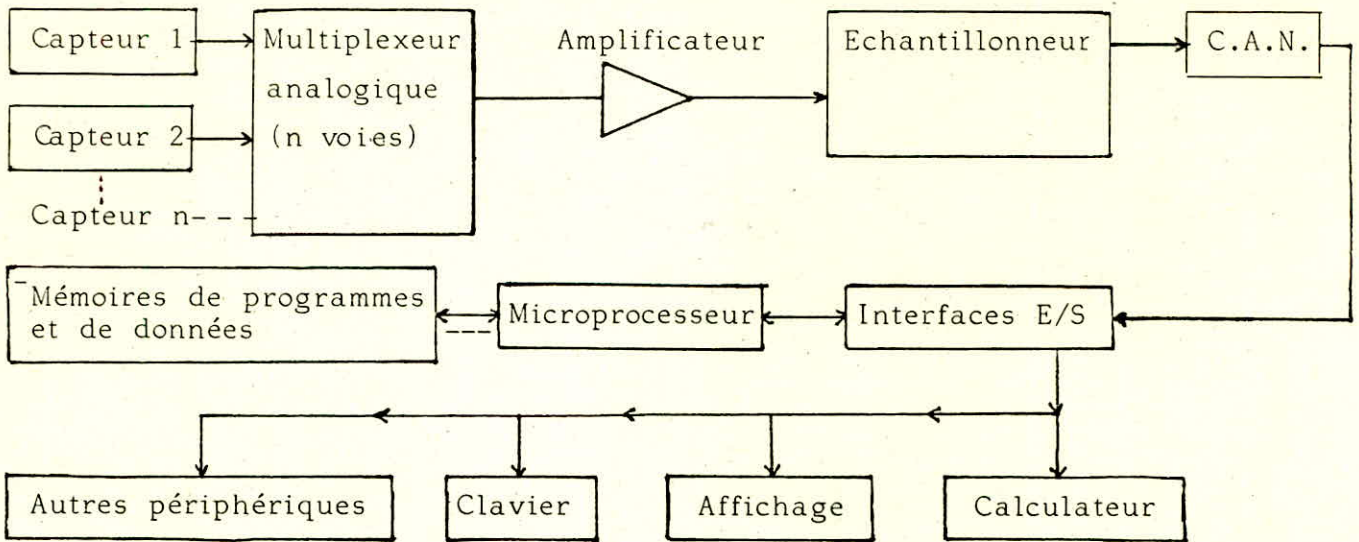 Capteur 1
Multiplexeur
analogique
(n voies)
Capteur 2
Capteur n
Amplificateur
Echantillonneur
C.A.N.
Mémoires de programmes
et de données
Microprocesseur
Interfaces E/S
Autres périphériques
Clavier
Affichage
Calculateur